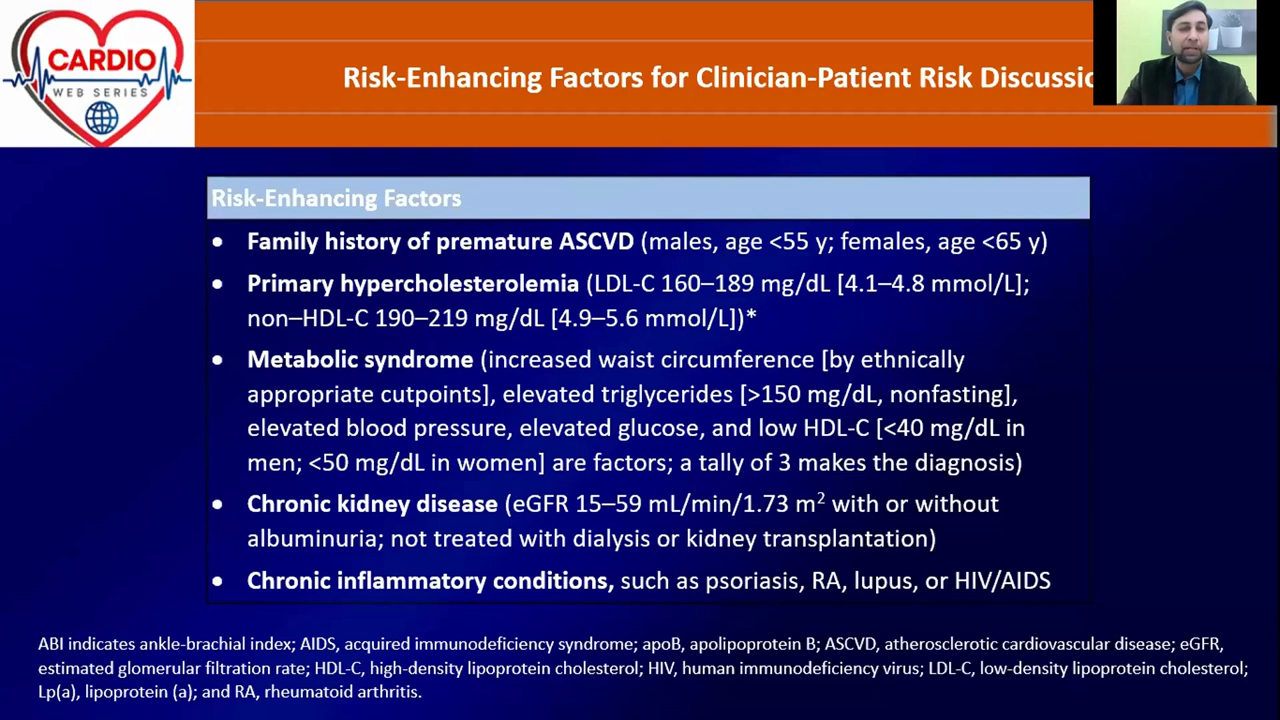 CARDIO
WEB SERIES
Risk-Enhancing Factors for Clinician-Patient Risk Discussio
Risk-Enhancing Factors
• Family history of premature ASCVD (males, age <55 y; females, age <65 y)
• Primary hypercholesterolemia (LDL-C 160–189 mg/dL [4.1–4.8 mmol/L];
non–HDL-C 190–219 mg/dL [4.9–5.6 mmol/L])*
• Metabolic syndrome (increased waist circumference [by ethnically
appropriate cutpoints], elevated triglycerides [>150 mg/dL, nonfasting],
elevated blood pressure, elevated glucose, and low HDL-C [<40 mg/dL in
men; <50 mg/dL in women] are factors; a tally of 3 makes the diagnosis)
• Chronic kidney disease (eGFR 15–59 mL/min/1.73 m² with or without
albuminuria; not treated with dialysis or kidney transplantation)
• Chronic inflammatory conditions, such as psoriasis, RA, lupus, or HIV/AIDS
ABI indicates ankle-brachial index; AIDS, acquired immunodeficiency syndrome; apoB, apolipoprotein B; ASCVD, atherosclerotic cardiovascular disease; eGFR,
estimated glomerular filtration rate; HDL-C, high-density lipoprotein cholesterol; HIV, human immunodeficiency virus; LDL-C, low-density lipoprotein cholesterol;
Lp(a), lipoprotein (a); and RA, rheumatoid arthritis.